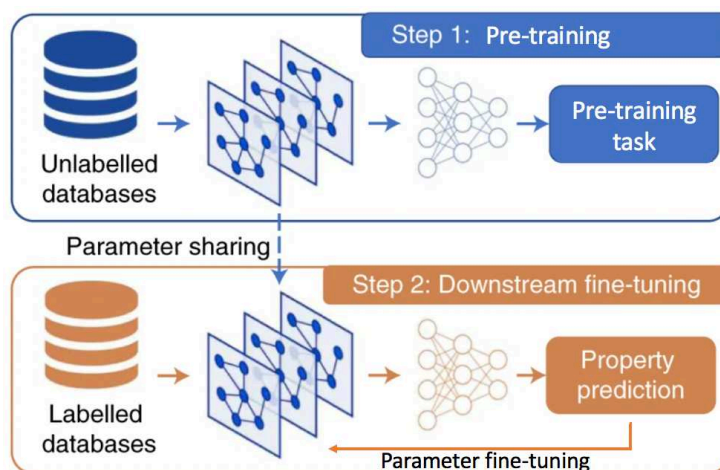 Step 1: Pre-training
Unlabelled
databases
Pre-training
task
Parameter sharing
Step 2: Downstream fine-tuning
Labelled
databases
Property
prediction
Parameter fine-tuning